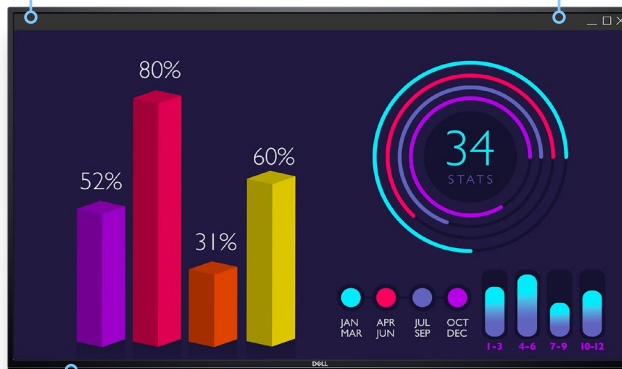 80%
60%
52%
31%
34
STATS
JAN
MAR
APR
JUN
JUL
SEP
OCT
DEC
1-3
4-6
7-9
10-12
DELL